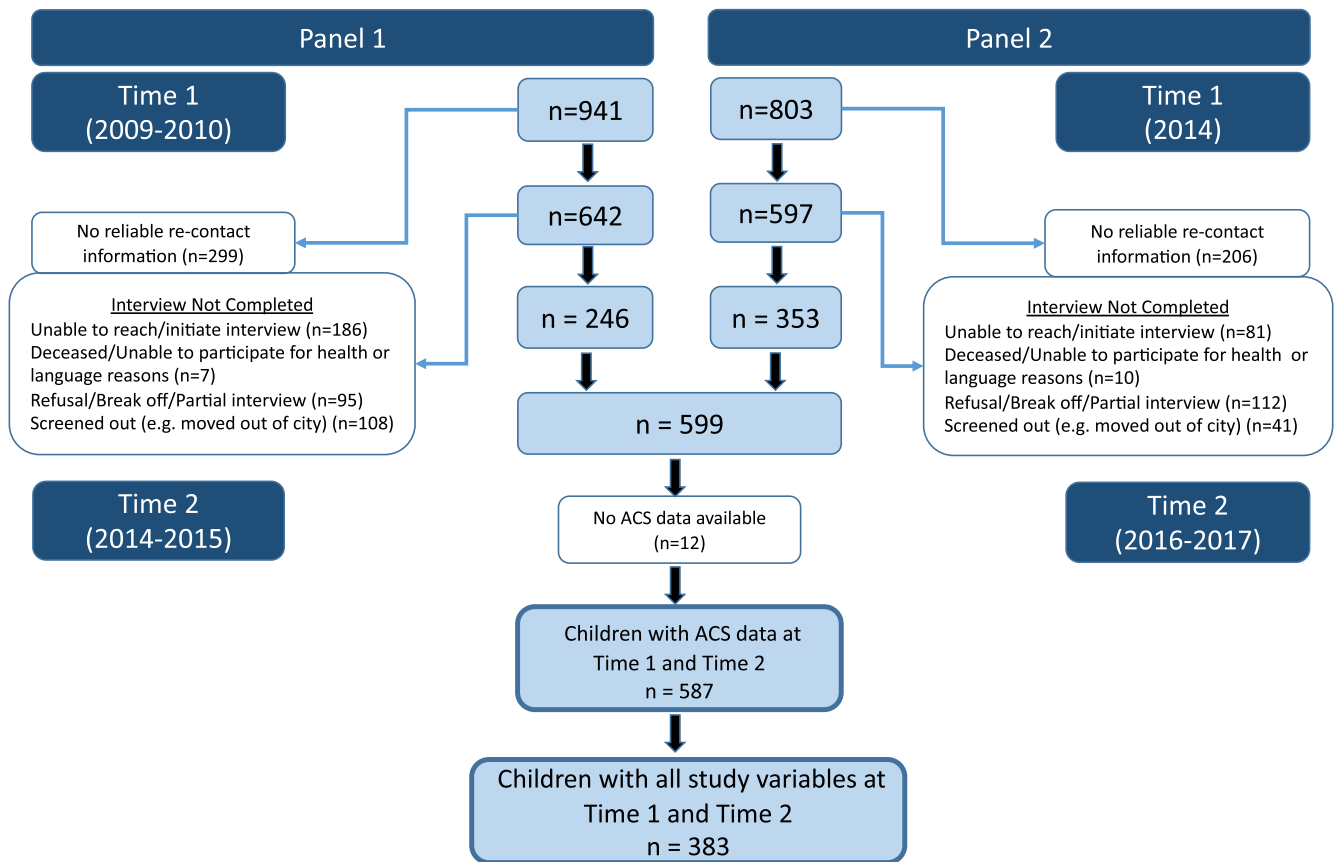 Panel 1
Panel 2
Time 1
(2009-2010)
n=941
n=803
Time 1
(2014)
n=642
n=597
No reliable re-contact
information (n=299)
No reliable re-contact
information (n=206)
Interview Not Completed
Unable to reach/initiate interview (n=186)
Deceased/Unable to participate for health or
language reasons (n=7)
Refusal/Break off/Partial interview (n=95)
Screened out (e.g. moved out of city) (n=108)
n = 246
n = 353
Interview Not Completed
Unable to reach/initiate interview (n=81)
Deceased/Unable to participate for health or
language reasons (n=10)
Refusal/Break off/Partial interview (n=112)
Screened out (e.g. moved out of city) (n=41)
n = 599
Time 2
(2014-2015)
No ACS data available
(n=12)
Time 2
(2016-2017)
Children with ACS data at
Time 1 and Time 2
n = 587
Children with all study variables at
Time 1 and Time 2
n = 383